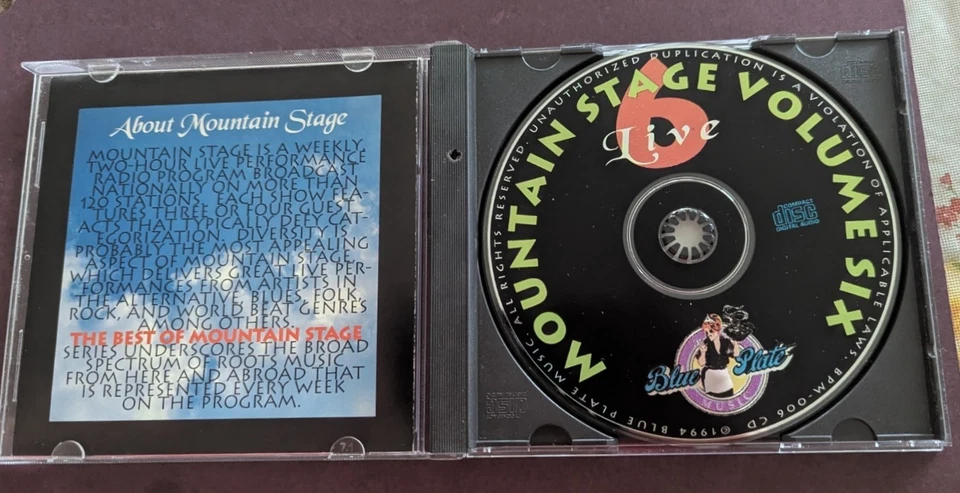 About Mountain Stage
MOUNTAIN STAGE IS A WEEKLY,
TWO-HOUR LIVE PERFORMANCE
RADIO PROGRAM BROADCAST
NATIONALLY ON MORE THAN
120 STATIONS. EACH SHOW FEA-
TURES THREE OR FOUR GUEST
ACTS THAT TEND TO DEFY CAT-
EGORIZATION. DIVERSITY IS
PROBABLY THE MOST APPEALING
ASPECT OF MOUNTAIN STAGE,
WHICH DELIVERS GREAT LIVE PER-
FORMANCES FROM ARTISTS IN
THE ALTERNATIVE, BLUES, FOLK,
ROCK, AND WORLD BEAT GENRES
AMONG OTHERS.
THE BEST OF MOUNTAIN STAGE
SERIES UNDERSCORES THE BROAD
SPECTRUM OF ROOTS MUSIC
FROM HERE AND ABROAD THAT
IS REPRESENTED EVERY WEEK
ON THE PROGRAM.
MOUNTAIN STAGE VOLUME SIX
6
Live
COMPACT
disc
DIGITAL AUDIO
Blue Plate
MUSIC
©1994 BLUE PLATE MUSIC ALL RIGHTS RESERVED. UNAUTHORIZED DUPLICATION IS A VIOLATION OF APPLICABLE LAWS. BPM-006 CD